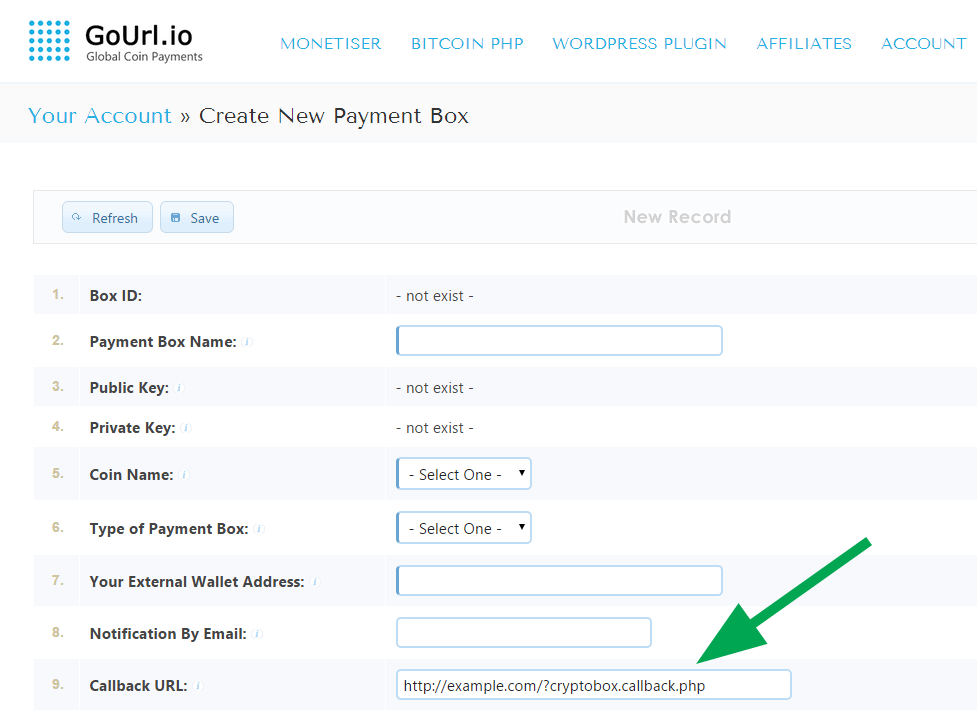 GoUrl.io
Global Coin Payments
MONETISER BITCOIN PHP WORDPRESS PLUGIN AFFILIATES ACCOUNT
Your Account » Create New Payment Box
Refresh Save New Record
1. Box ID: - not exist -
2. Payment Box Name: i
3. Public Key: i - not exist -
4. Private Key: i - not exist -
5. Coin Name: i - Select One -
6. Type of Payment Box: i - Select One -
7. Your External Wallet Address: i
8. Notification By Email: i
9. Callback URL: i http://example.com/?cryptobox.callback.php